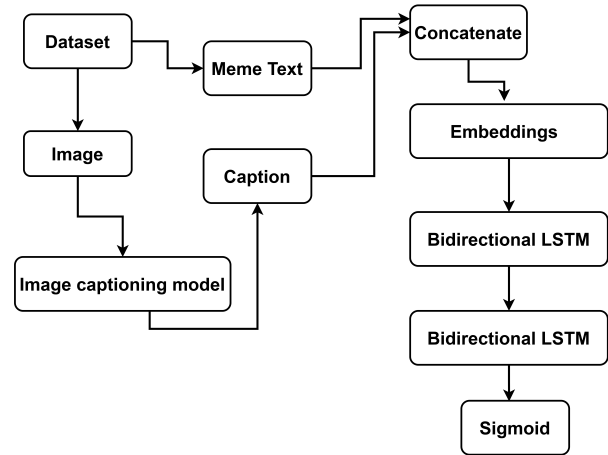 Dataset
Meme Text
Concatenate
Image
Caption
Embeddings
Image captioning model
Bidirectional LSTM
Bidirectional LSTM
Sigmoid